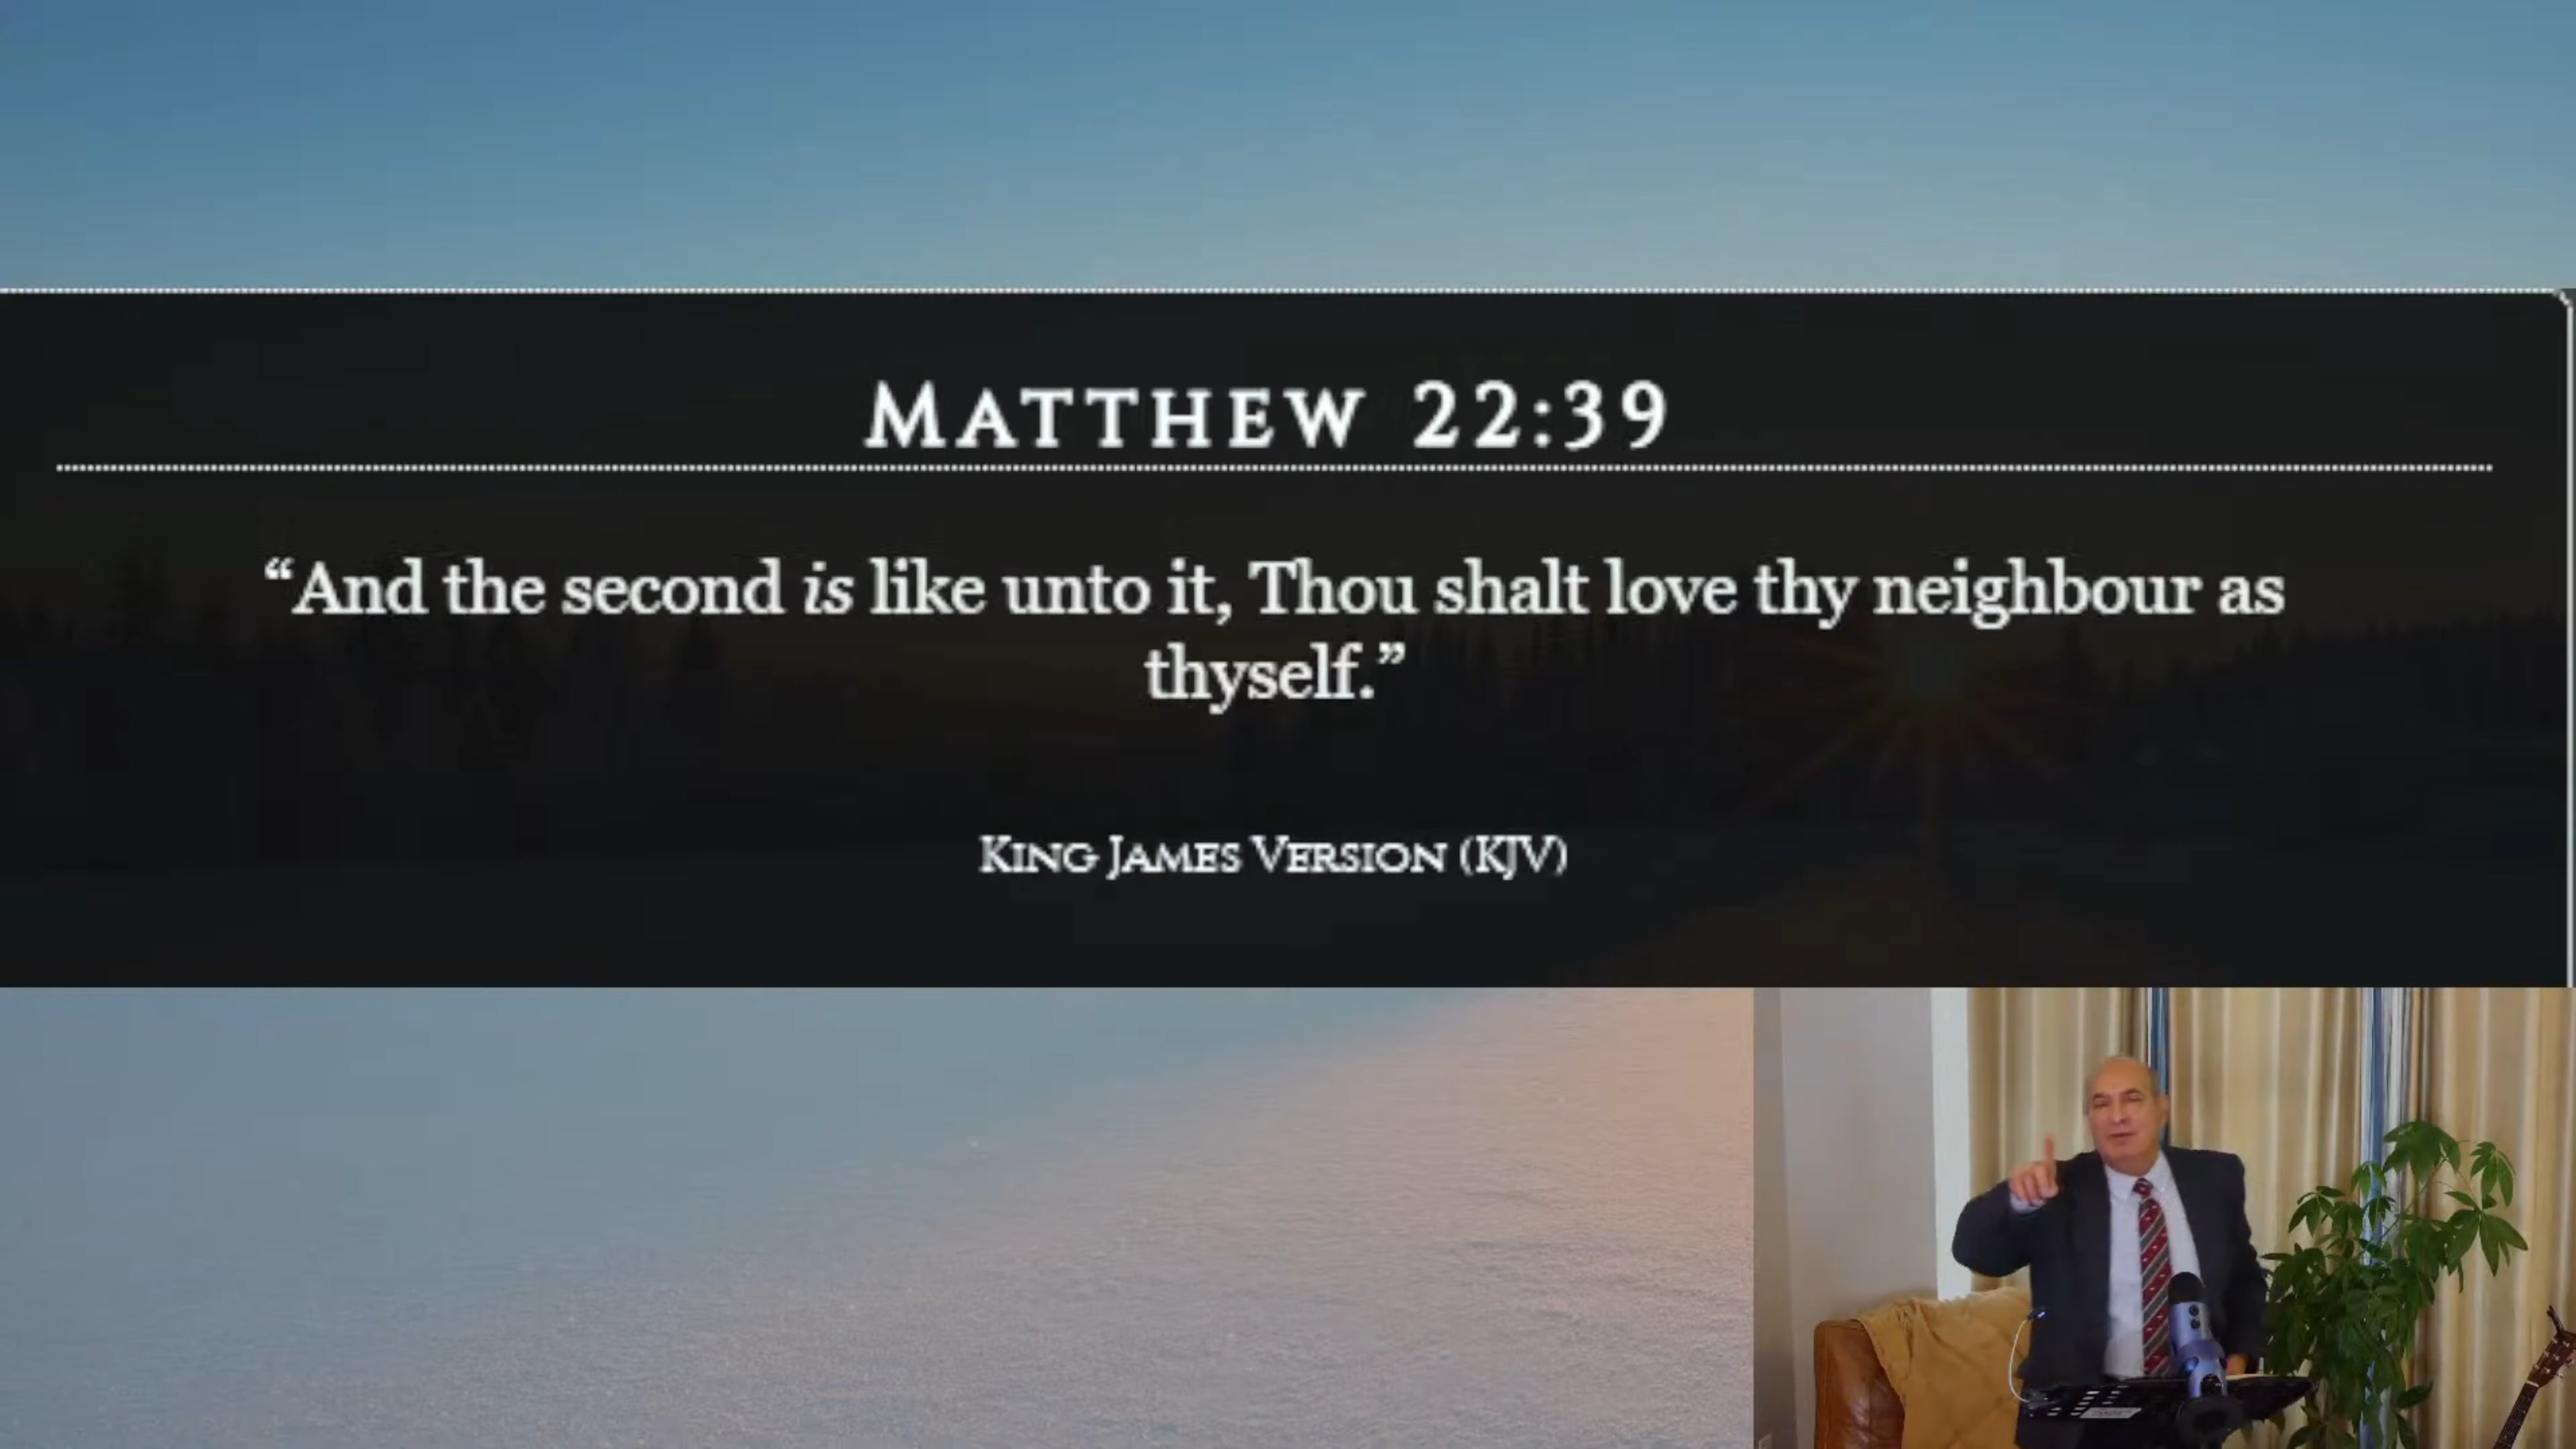 MATTHEW 22:39
“And the second is like unto it, Thou shalt love thy neighbour as
thyself.”
KING JAMES VERSION (KJV)